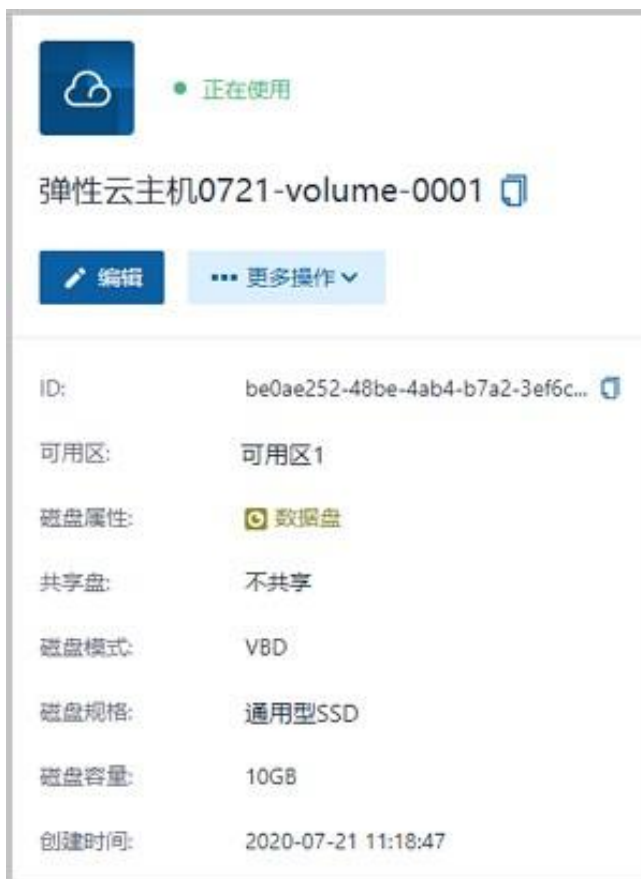 正在使用
弹性云主机0721-volume-0001
编辑
更多操作
ID: be0ae252-48be-4ab4-b7a2-3ef6c...
可用区: 可用区1
磁盘属性: 数据盘
共享盘: 不共享
磁盘模式: VBD
磁盘规格: 通用型SSD
磁盘容量: 10GB
创建时间: 2020-07-21 11:18:47